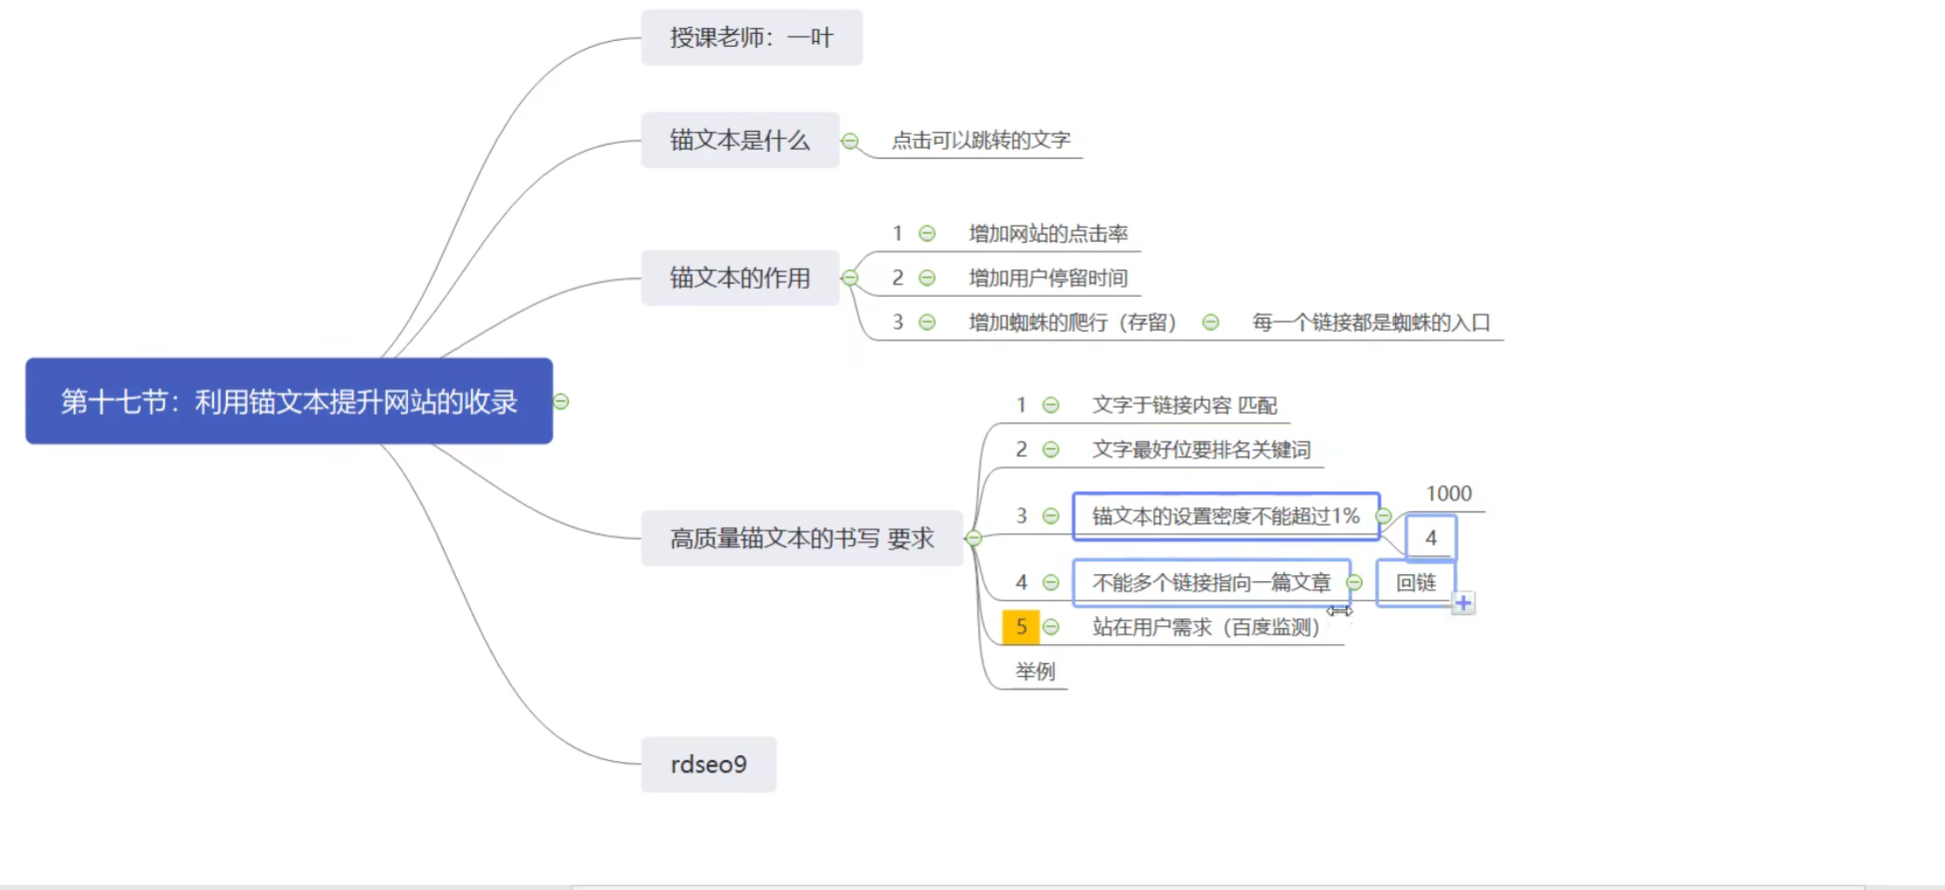 授课老师：一叶
锚文本是什么
点击可以跳转的文字
锚文本的作用
1 增加网站的点击率
2 增加用户停留时间
3 增加蜘蛛的爬行（存留） 每一个链接都是蜘蛛的入口
第十七节：利用锚文本提升网站的收录
高质量锚文本的书写 要求
1 文字于链接内容 匹配
2 文字最好位要排名关键词
3 锚文本的设置密度不能超过1%
1000
4
4 不能多个链接指向一篇文章 回链
5 站在用户需求（百度监测）
举例
rdseo9